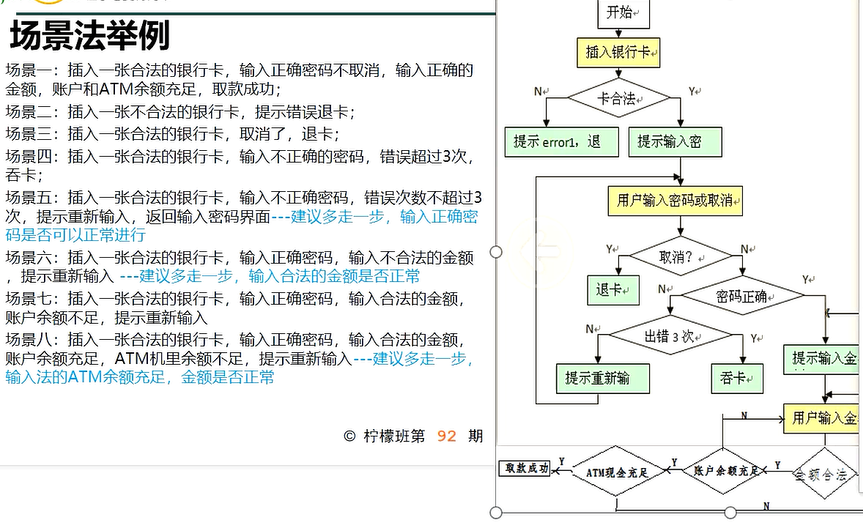 场景法举例
场景一：插入一张合法的银行卡，输入正确密码不取消，输入正确的
金额，账户和ATM余额充足，取款成功；
场景二：插入一张不合法的银行卡，提示错误退卡；
场景三：插入一张合法的银行卡，取消了，退卡；
场景四：插入一张合法的银行卡，输入不正确的密码，错误超过3次，
吞卡；
场景五：插入一张合法的银行卡，输入不正确密码，错误次数不超过3
次，提示重新输入，返回输入密码界面---建议多走一步，输入正确密
码是否可以正常进行
场景六：插入一张合法的银行卡，输入正确密码，输入不合法的金额
，提示重新输入 ---建议多走一步，输入合法的金额是否正常
场景七：插入一张合法的银行卡，输入正确密码，输入合法的金额，
账户余额不足，提示重新输入
场景八：插入一张合法的银行卡，输入正确密码，输入合法的金额，
账户余额充足，ATM机里余额不足，提示重新输入---建议多走一步，
输入法的ATM余额充足，金额是否正常
© 柠檬班第 92 期
开始
插入银行卡
N
卡合法
Y
提示 error1，退
提示输入密
用户输入密码或取消
Y
取消？
N
退卡
N
密码正确
Y
N
出错 3 次
Y
提示输入金
提示重新输
吞卡
N
用户输入金
取款成功
Y
ATM现金充足
Y
账户余额充足
Y
金额合法
N